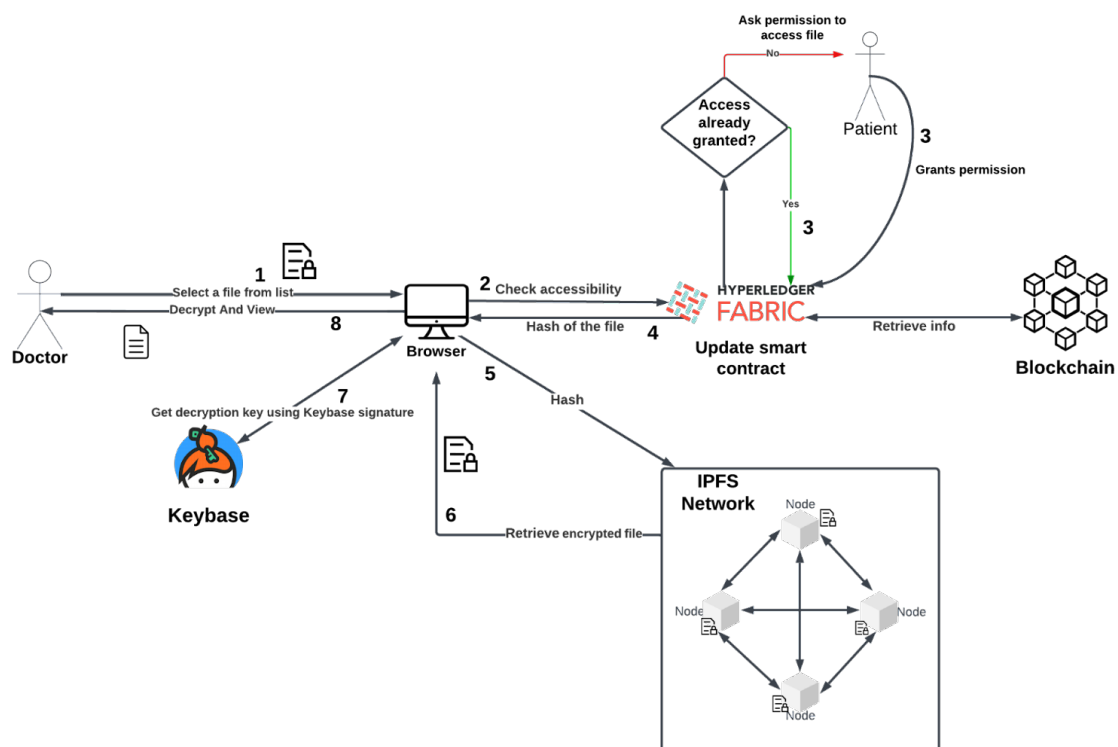 Ask permission to
access file
No
Access
already
granted?
Patient
3
Grants permission
Yes
3
1
Select a file from list
Decrypt And View
8
Doctor
Browser
2
Check accessibility
Hash of the file
4
HYPERLEDGER
FABRIC
Update smart
contract
Retrieve info
Blockchain
5
Hash
7
Get decryption key using Keybase signature
Keybase
6
Retrieve encrypted file
IPFS
Network
Node
Node
Node
Node